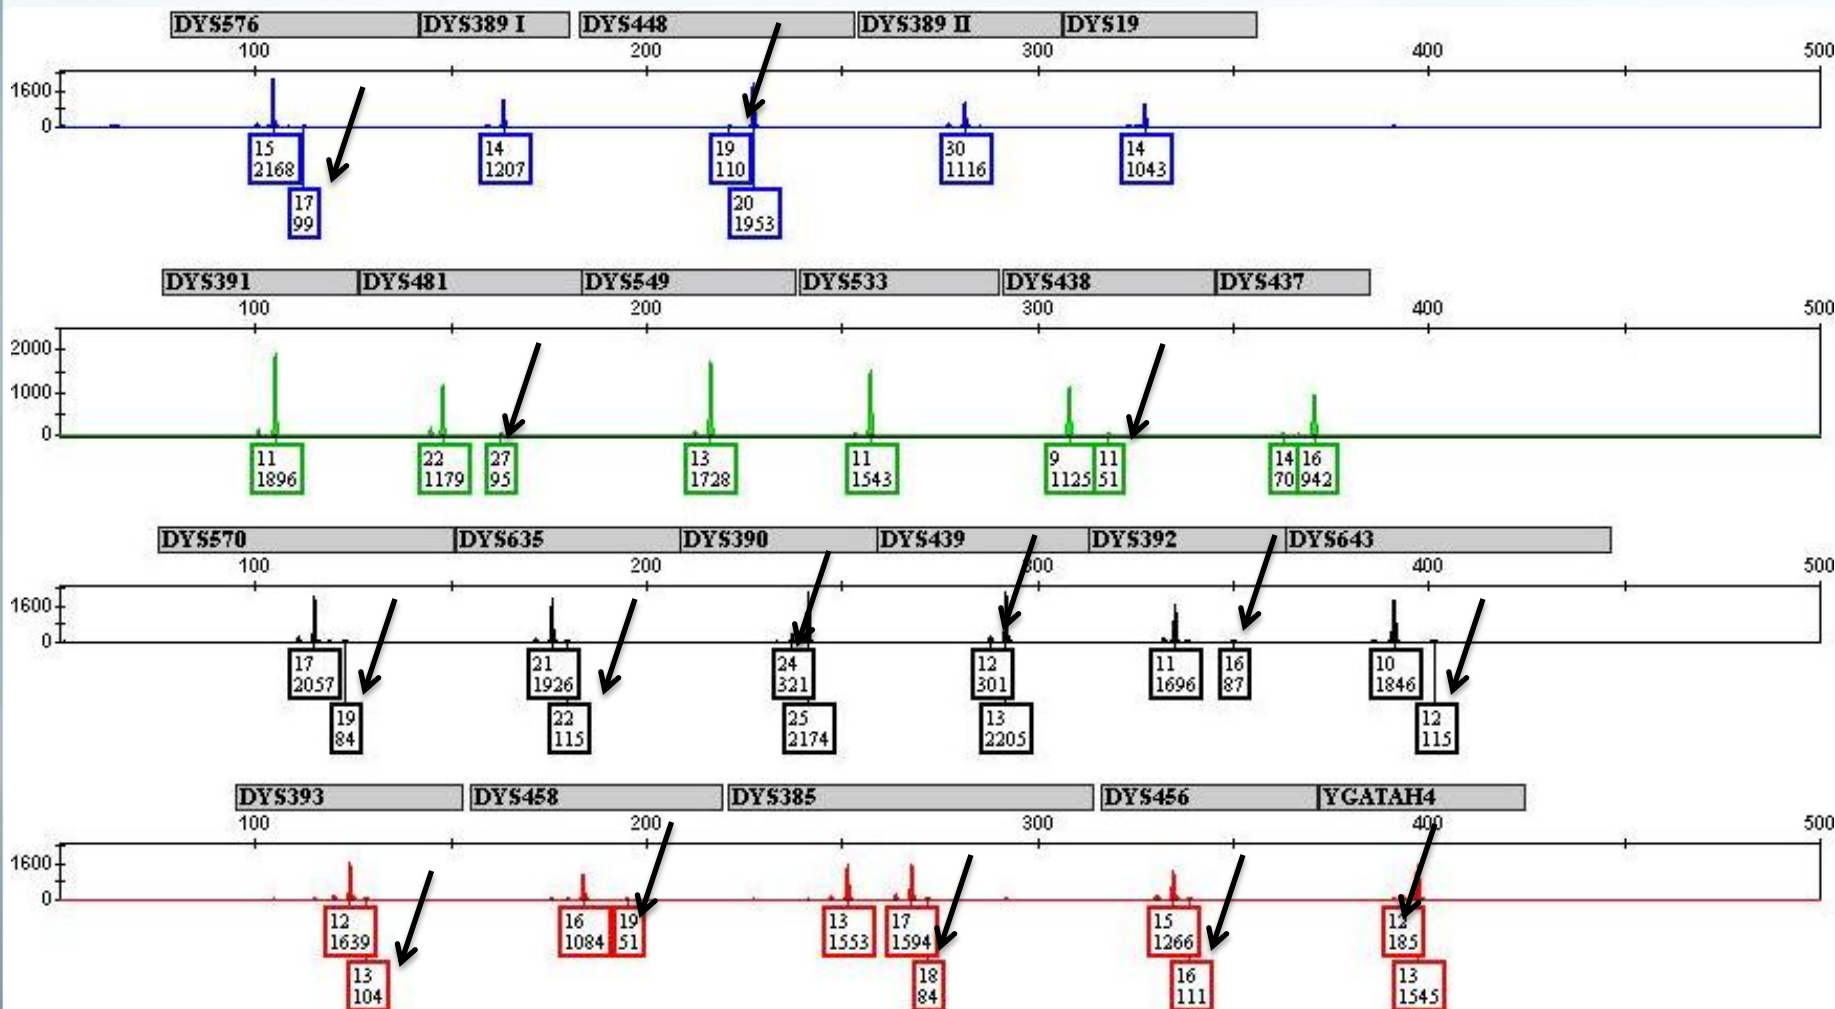 DYS576 DYS389 I DYS448 DYS389 II DYS19
100 200 300 400 500
1600
0
15 14 19 30 14
2168 1207 110 1116 1043
17 20
99 1953
DYS391 DYS481 DYS549 DYS533 DYS438 DYS437
100 200 300 400 500
2000
1000
0
11 22 27 13 11 9 11 14 16
1896 1179 95 1728 1543 1125 51 70 942
DYS570 DYS635 DYS390 DYS439 DYS392 DYS643
100 200 300 400 500
1600
0
17 21 24 12 11 16 10
2057 1926 321 301 1696 87 1846
19 22 25 13 12
84 115 2174 2205 115
DYS393 DYS458 DYS385 DYS456 YGATAH4
100 200 300 400 500
1600
0
12 16 19 13 17 15 12
1639 1084 51 1553 1594 1266 185
13 18 16 13
104 84 111 1545